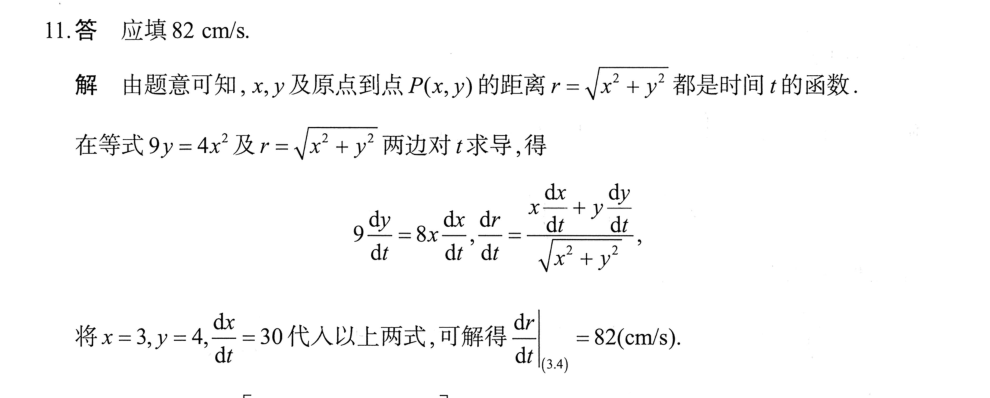 11.答 应填 82 cm/s.
解 由题意可知, x, y 及原点到点 P(x, y) 的距离 r = √(x² + y²) 都是时间 t 的函数.
在等式 9y = 4x² 及 r = √(x² + y²) 两边对 t 求导,得
9 dy/dt = 8x dx/dt, dr/dt = (x dx/dt + y dy/dt)/√(x² + y²),
将 x = 3, y = 4, dx/dt = 30 代入以上两式,可解得 dr/dt|(3.4) = 82(cm/s).